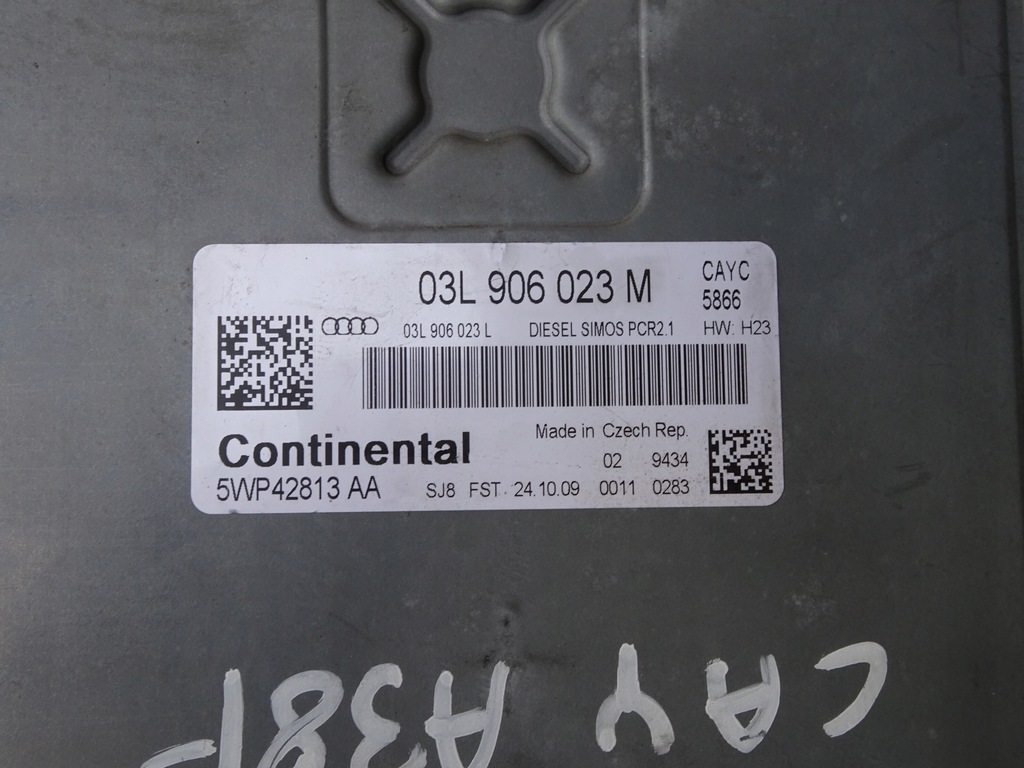 03L 906 023 M
CAYC
5866
03L 906 023 L DIESEL SIMOS PCR2.1 HW: H23
Made in Czech Rep.
Continental
02 9434
5WP42813 AA SJ8 FST 24.10.09 0011 0283
CAY A38P